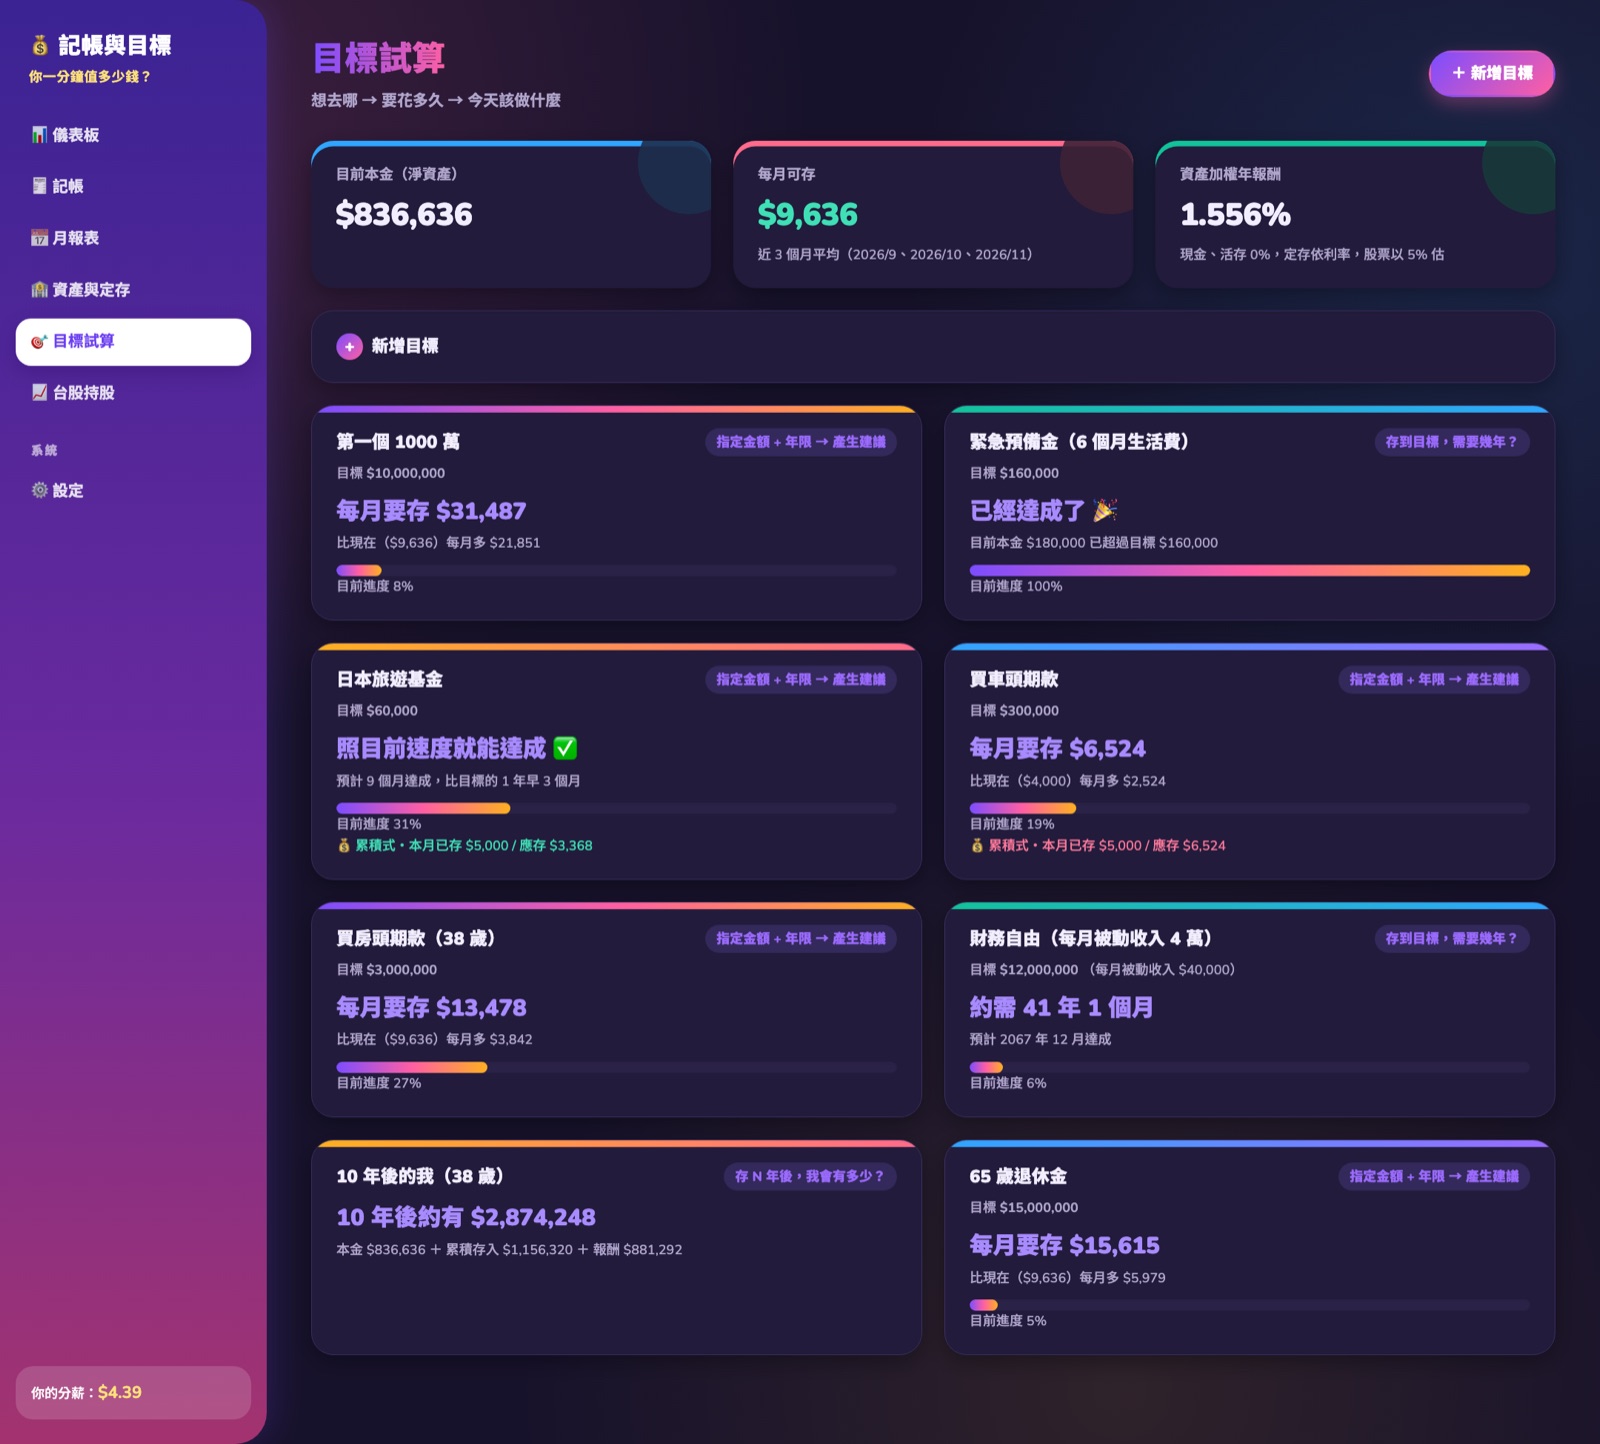 💰 記帳與目標
你一分鐘值多少錢？
📊 儀表板
🧾 記帳
📅 月報表
🏦 資產與定存
🎯 目標試算
📈 台股持股
系統
⚙️ 設定
你的分薪：$4.39
目標試算
想去哪 → 要花多久 → 今天該做什麼
＋ 新增目標
目前本金（淨資產）
$836,636
每月可存
$9,636
近 3 個月平均（2026/9、2026/10、2026/11）
資產加權年報酬
1.556%
現金、活存 0%，定存依利率，股票以 5% 估
+ 新增目標
第一個 1000 萬
指定金額 + 年限 → 產生建議
目標 $10,000,000
每月要存 $31,487
比現在（$9,636）每月多 $21,851
目前進度 8%
緊急預備金（6 個月生活費）
存到目標，需要幾年？
目標 $160,000
已經達成了 🎉
目前本金 $180,000 已超過目標 $160,000
目前進度 100%
日本旅遊基金
指定金額 + 年限 → 產生建議
目標 $60,000
照目前速度就能達成 ✅
預計 9 個月達成，比目標的 1 年早 3 個月
目前進度 31%
💰 累積式・本月已存 $5,000 / 應存 $3,368
買車頭期款
指定金額 + 年限 → 產生建議
目標 $300,000
每月要存 $6,524
比現在（$4,000）每月多 $2,524
目前進度 19%
💰 累積式・本月已存 $5,000 / 應存 $6,524
買房頭期款（38 歲）
指定金額 + 年限 → 產生建議
目標 $3,000,000
每月要存 $13,478
比現在（$9,636）每月多 $3,842
目前進度 27%
財務自由（每月被動收入 4 萬）
存到目標，需要幾年？
目標 $12,000,000 （每月被動收入 $40,000）
約需 41 年 1 個月
預計 2067 年 12 月達成
目前進度 6%
10 年後的我（38 歲）
存 N 年後，我會有多少？
10 年後約有 $2,874,248
本金 $836,636 ＋ 累積存入 $1,156,320 ＋ 報酬 $881,292
65 歲退休金
指定金額 + 年限 → 產生建議
目標 $15,000,000
每月要存 $15,615
比現在（$9,636）每月多 $5,979
目前進度 5%